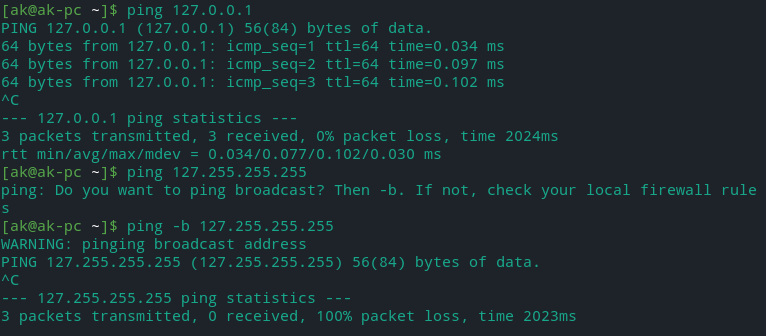 [ak@ak-pc ~]$ ping 127.0.0.1
PING 127.0.0.1 (127.0.0.1) 56(84) bytes of data.
64 bytes from 127.0.0.1: icmp_seq=1 ttl=64 time=0.034 ms
64 bytes from 127.0.0.1: icmp_seq=2 ttl=64 time=0.097 ms
64 bytes from 127.0.0.1: icmp_seq=3 ttl=64 time=0.102 ms
^C
--- 127.0.0.1 ping statistics ---
3 packets transmitted, 3 received, 0% packet loss, time 2024ms
rtt min/avg/max/mdev = 0.034/0.077/0.102/0.030 ms
[ak@ak-pc ~]$ ping 127.255.255.255
ping: Do you want to ping broadcast? Then -b. If not, check your local firewall rule
s
[ak@ak-pc ~]$ ping -b 127.255.255.255
WARNING: pinging broadcast address
PING 127.255.255.255 (127.255.255.255) 56(84) bytes of data.
^C
--- 127.255.255.255 ping statistics ---
3 packets transmitted, 0 received, 100% packet loss, time 2023ms